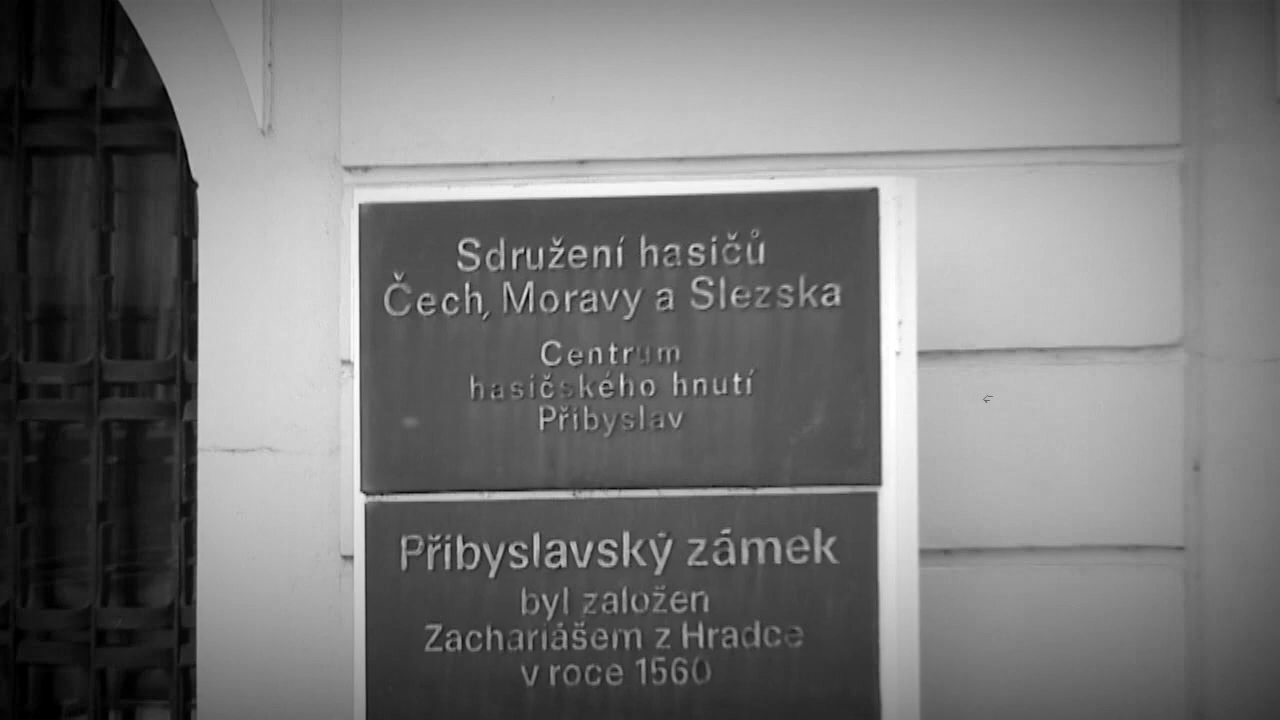 Sdružení hasičů
Čech, Moravy a Slezska
Centrum
hasičského hnutí
Přibyslav
Přibyslavský zámek
byl založen
Zachariášem z Hradce
v roce 1560